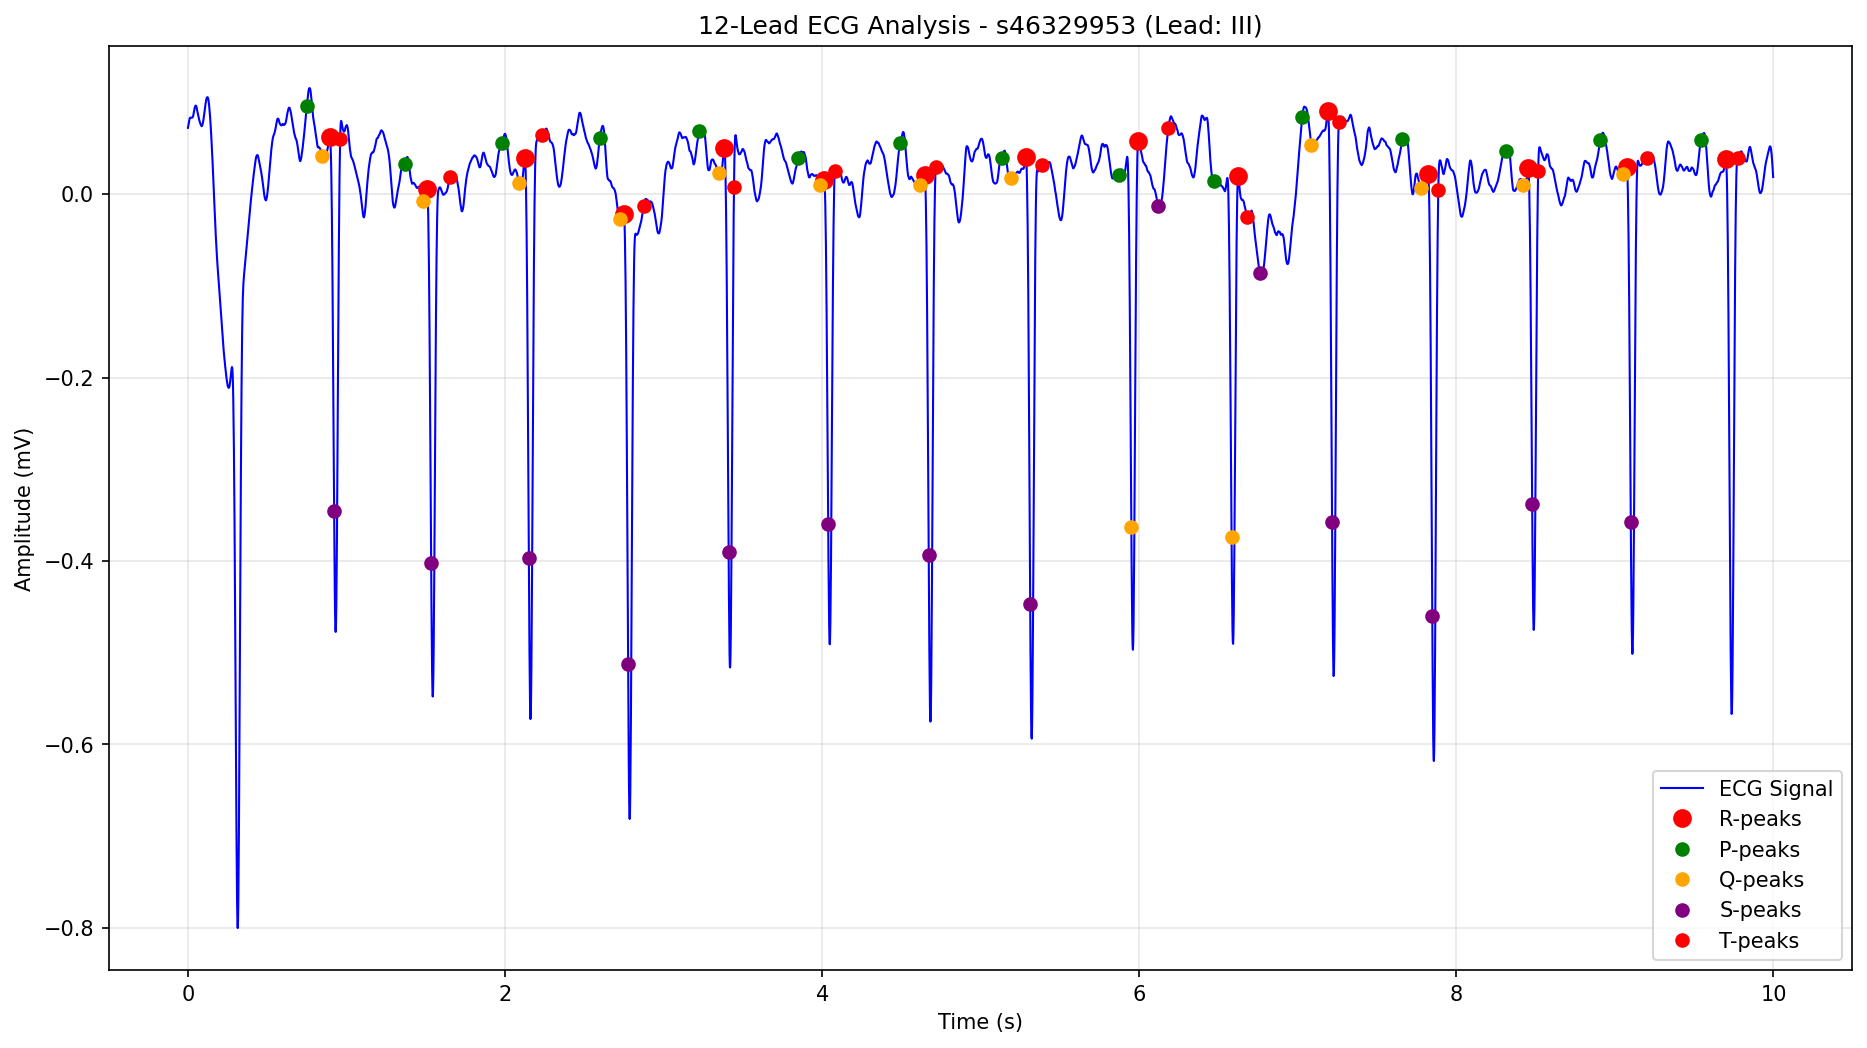 12-Lead ECG Analysis - s46329953 (Lead: III)
0.0
−0.2
−0.4
−0.6
−0.8
Amplitude (mV)
0 2 4 6 8 10
Time (s)
ECG Signal
R-peaks
P-peaks
Q-peaks
S-peaks
T-peaks